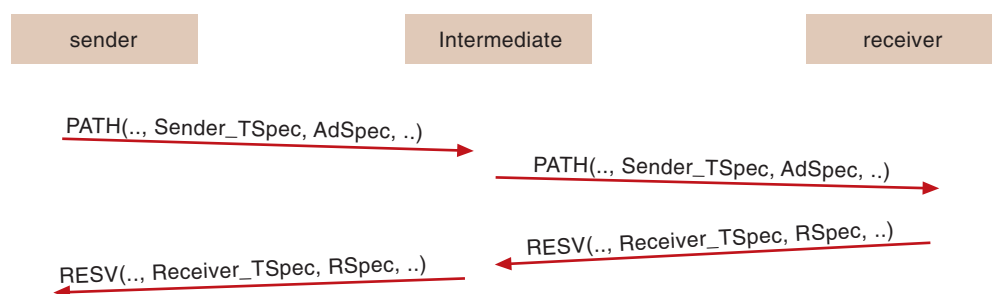 sender
Intermediate
receiver
PATH(.., Sender_TSpec, AdSpec, ..)
PATH(.., Sender_TSpec, AdSpec, ..)
RESV(.., Receiver_TSpec, RSpec, ..)
RESV(.., Receiver_TSpec, RSpec, ..)